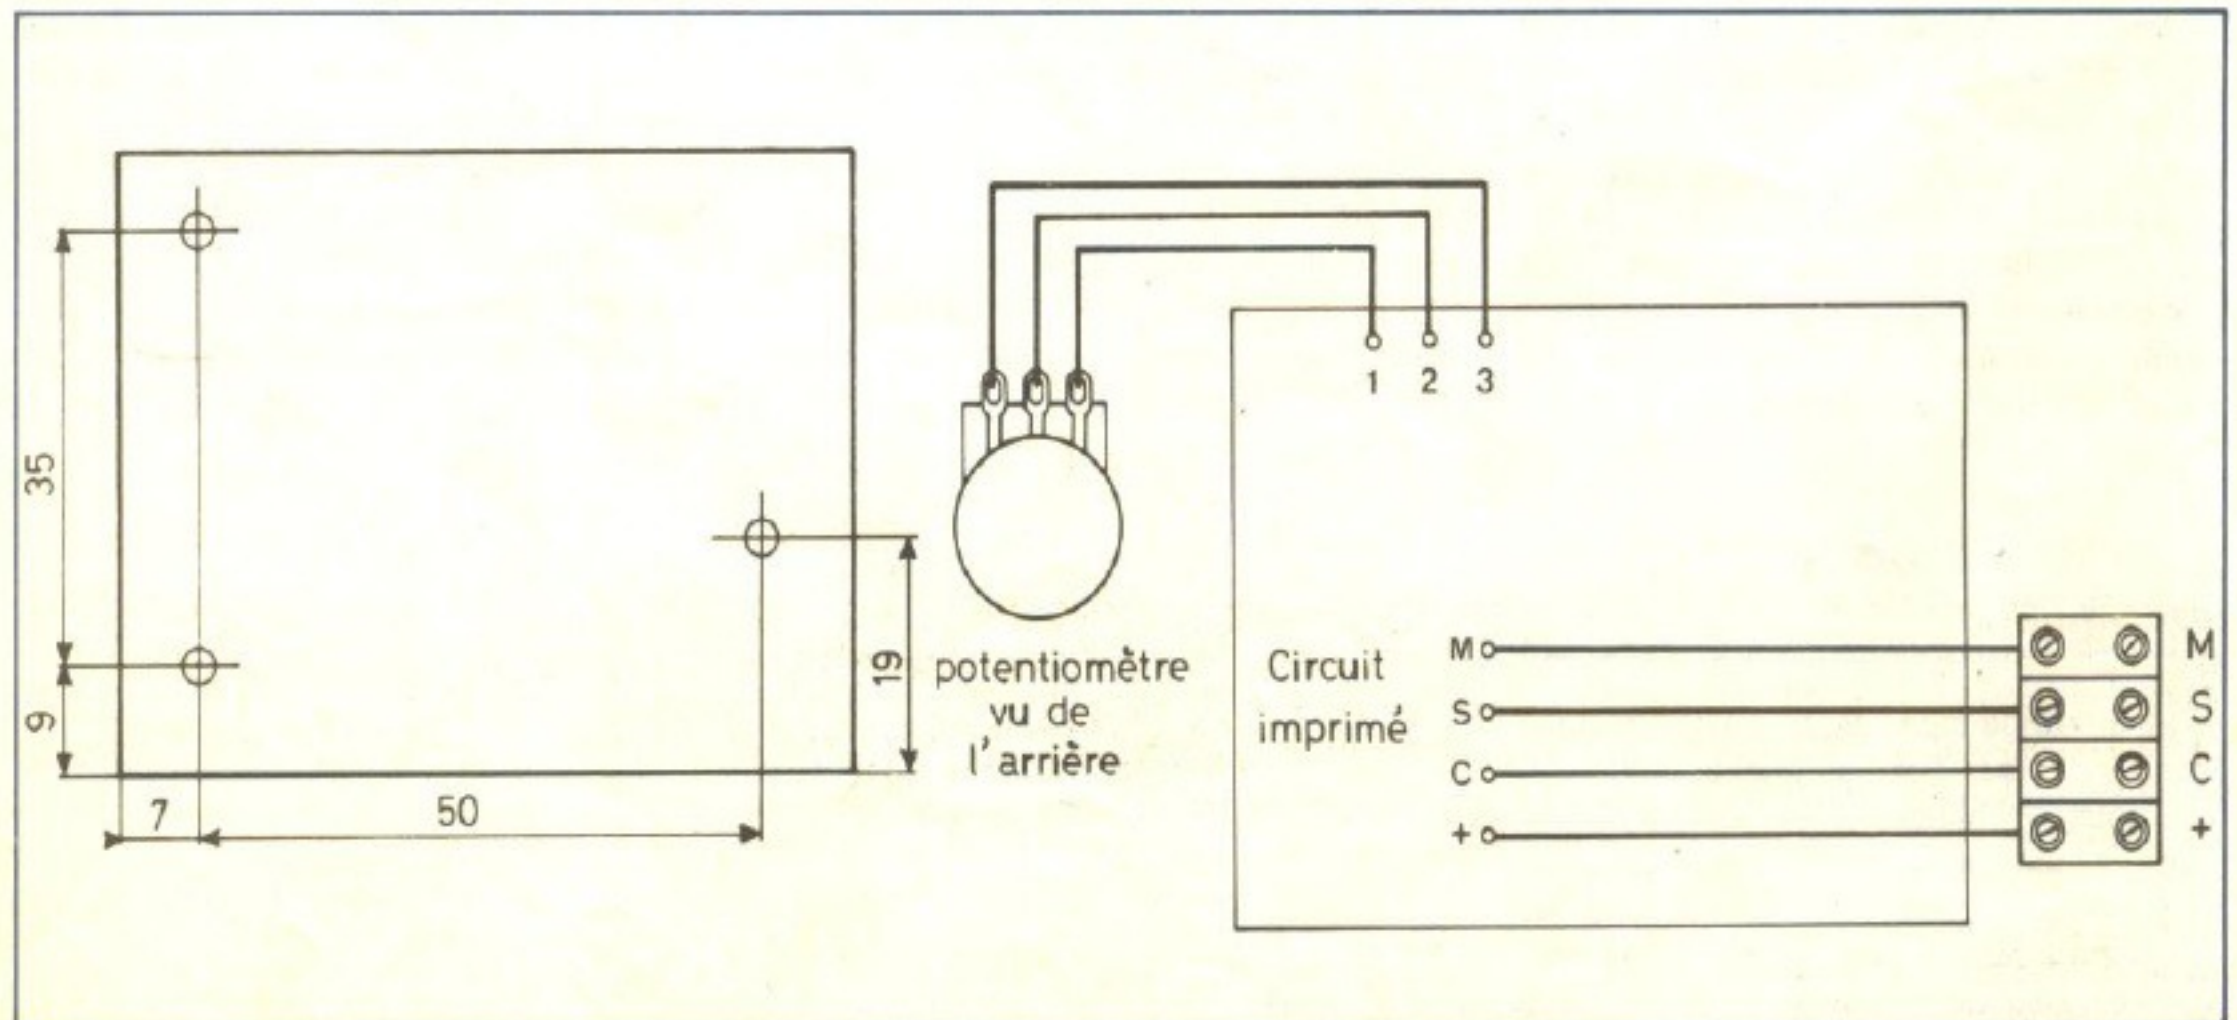 35
9
7
50
19
potentiomètre
vu de
l'arrière
1 2 3
Circuit
imprimé
M
S
C
+
M
S
C
+